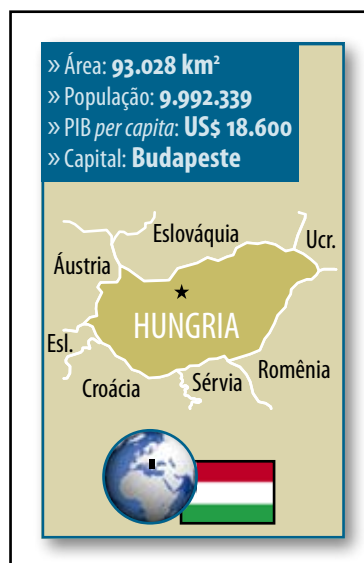 » Área: 93.028 km²
» População: 9.992.339
» PIB per capita: US$ 18.600
» Capital: Budapeste
Eslováquia
Ucr.
Áustria
HUNGRIA
Esl.
Romênia
Croácia
Sérvia